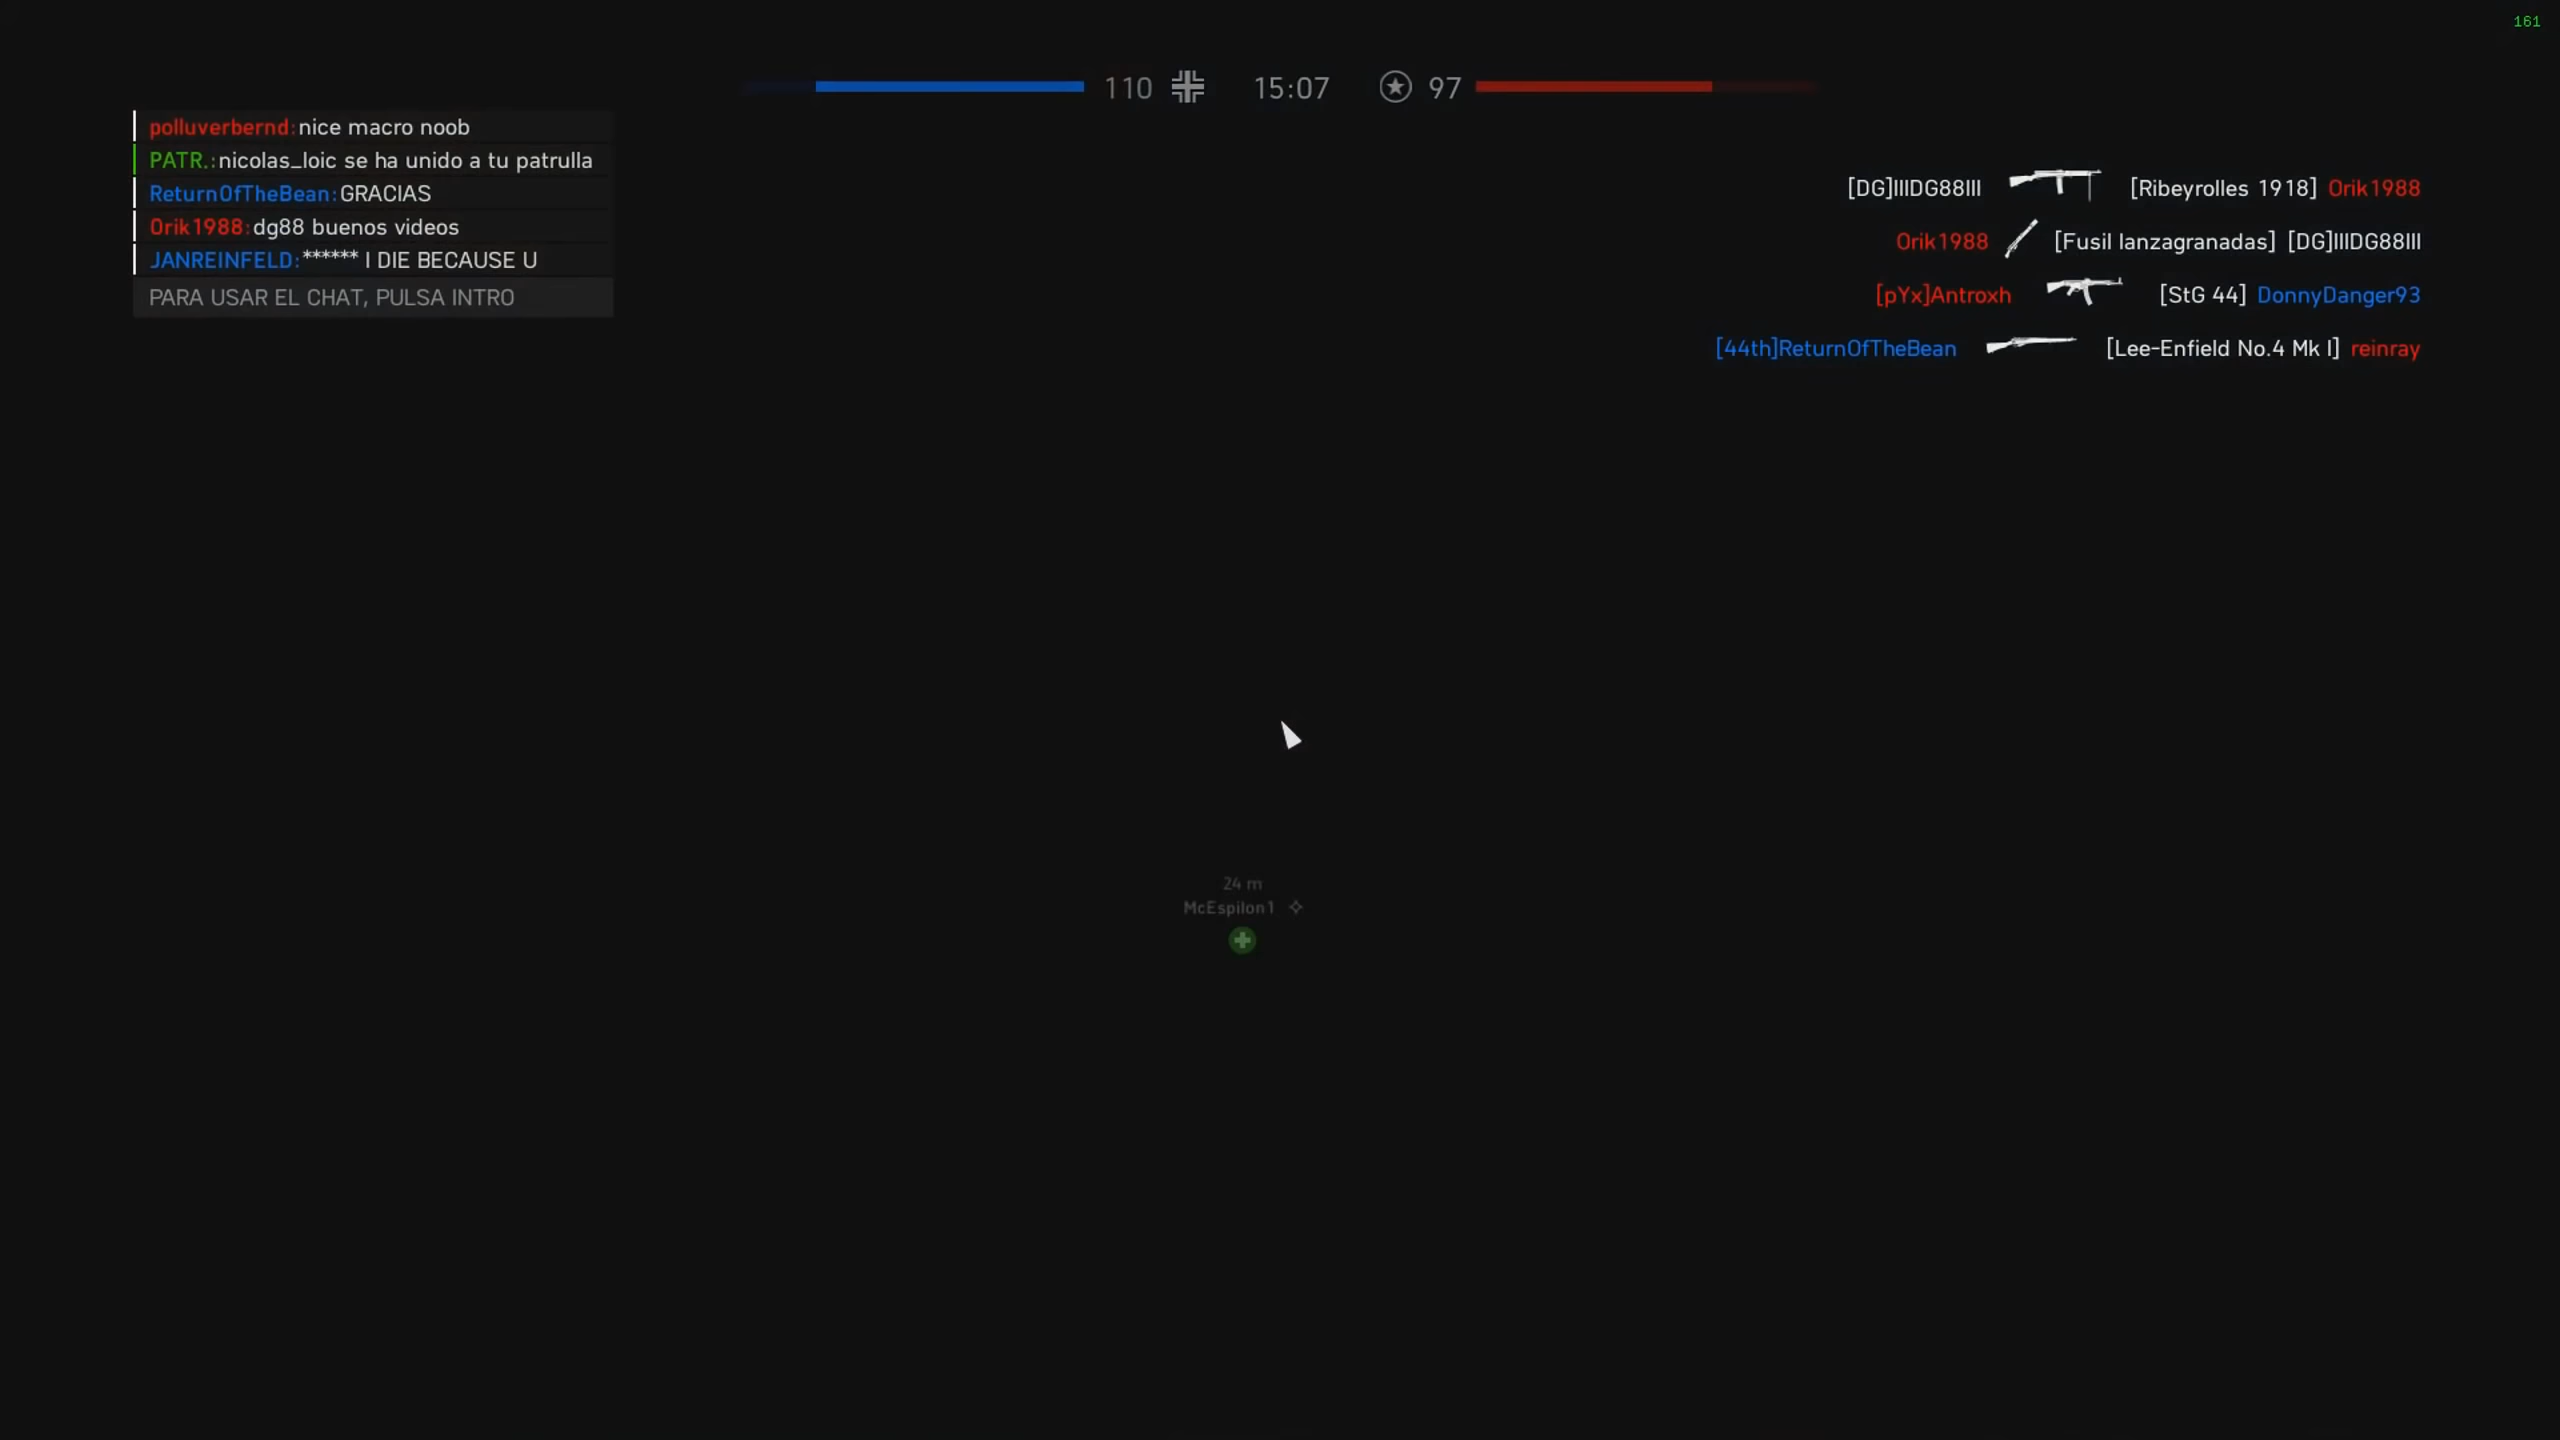 161
110 15:07 97
polluverbernd:nice macro noob
PATR.:nicolas_loic se ha unido a tu patrulla
ReturnOfTheBean:GRACIAS
Orik1988:dg88 buenos videos
JANREINFELD:****** I DIE BECAUSE U
PARA USAR EL CHAT, PULSA INTRO
[DG]IIIDG88III [Ribeyrolles 1918] Orik1988
Orik1988 [Fusil lanzagranadas] [DG]IIIDG88III
[pYx]Antroxh [StG 44] DonnyDanger93
[44th]ReturnOfTheBean [Lee-Enfield No.4 Mk I] reinray
24 m
McEspilon1